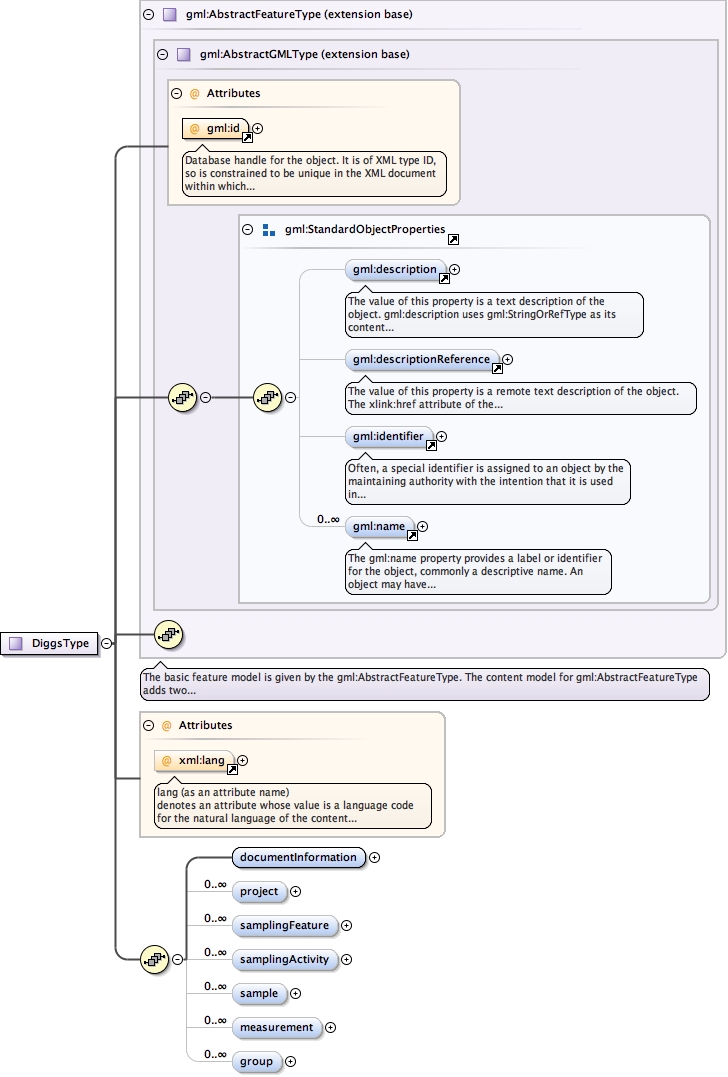 gml:AbstractFeatureType (extension base)
gml:AbstractGMLType (extension base)
@ Attributes
@ gml:id
Database handle for the object. It is of XML type ID,
so is constrained to be unique in the XML document
within which...
gml:StandardObjectProperties
gml:description
The value of this property is a text description of the
object. gml:description uses gml:StringOrRefType as its
content...
gml:descriptionReference
The value of this property is a remote text description of the object.
The xlink:href attribute of the...
gml:identifier
Often, a special identifier is assigned to an object by the
maintaining authority with the intention that it is used
in...
0..∞ gml:name
The gml:name property provides a label or identifier
for the object, commonly a descriptive name. An
object may have...
DiggsType
The basic feature model is given by the gml:AbstractFeatureType. The content model for gml:AbstractFeatureType
adds two...
@ Attributes
@ xml:lang
lang (as an attribute name)
denotes an attribute whose value is a language code
for the natural language of the content...
documentInformation
0..∞ project
0..∞ samplingFeature
0..∞ samplingActivity
0..∞ sample
0..∞ measurement
0..∞ group